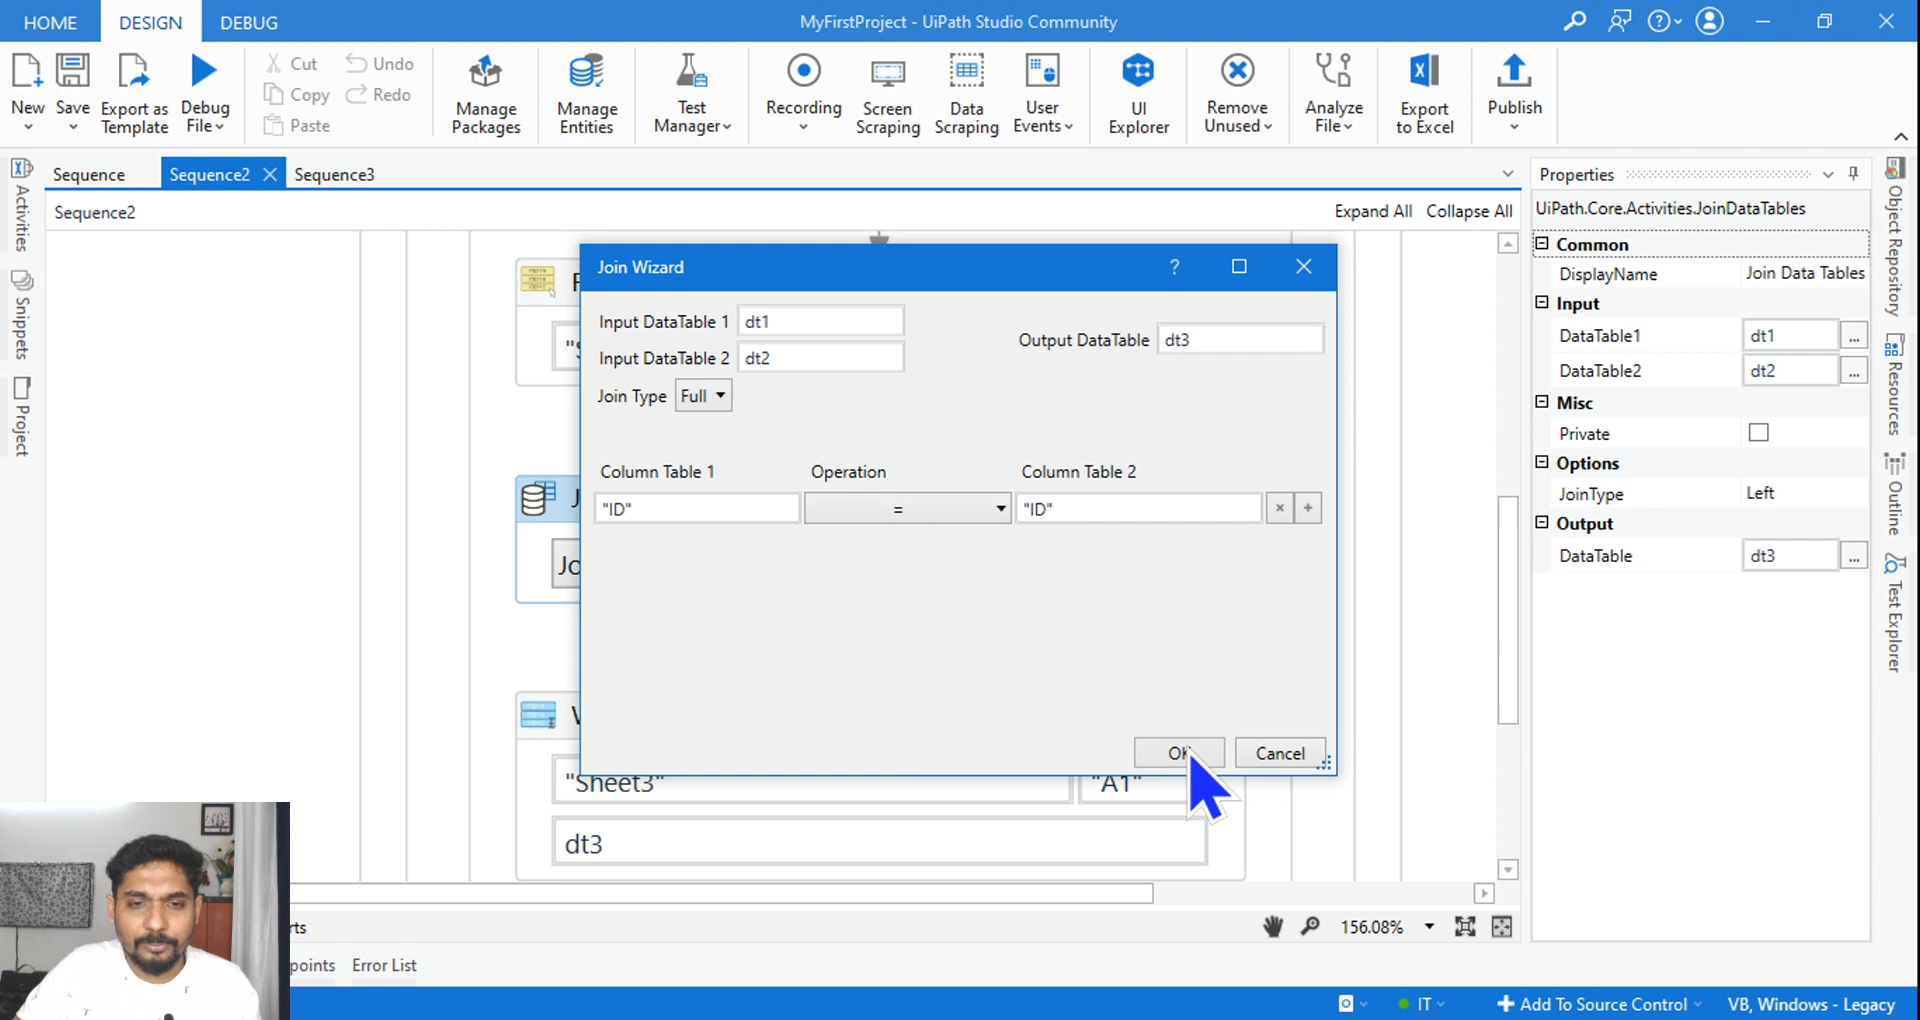 HOME DESIGN DEBUG MyFirstProject - UiPath Studio Community
New Save Export as Template Debug File
Cut Copy Paste Undo Redo
Manage Packages Manage Entities Test Manager Recording Screen Scraping Data Scraping User Events UI Explorer Remove Unused Analyze File Export to Excel Publish
Sequence Sequence2 Sequence3
Sequence2 Expand All Collapse All
Activities
Snippets
Project
Join Wizard ?
Input DataTable 1 dt1
Input DataTable 2 dt2
Output DataTable dt3
Join Type Full
Column Table 1 Operation Column Table 2
"ID" = "ID"
OK Cancel
"Sheet3" "A1"
dt3
156.08%
Error List
Properties
UiPath.Core.Activities.JoinDataTables
Common
DisplayName Join Data Tables
Input
DataTable1 dt1 ...
DataTable2 dt2 ...
Misc
Private
Options
JoinType Left
Output
DataTable dt3 ...
Object Repository
Resources
Outline
Test Explorer
IT Add To Source Control VB, Windows - Legacy